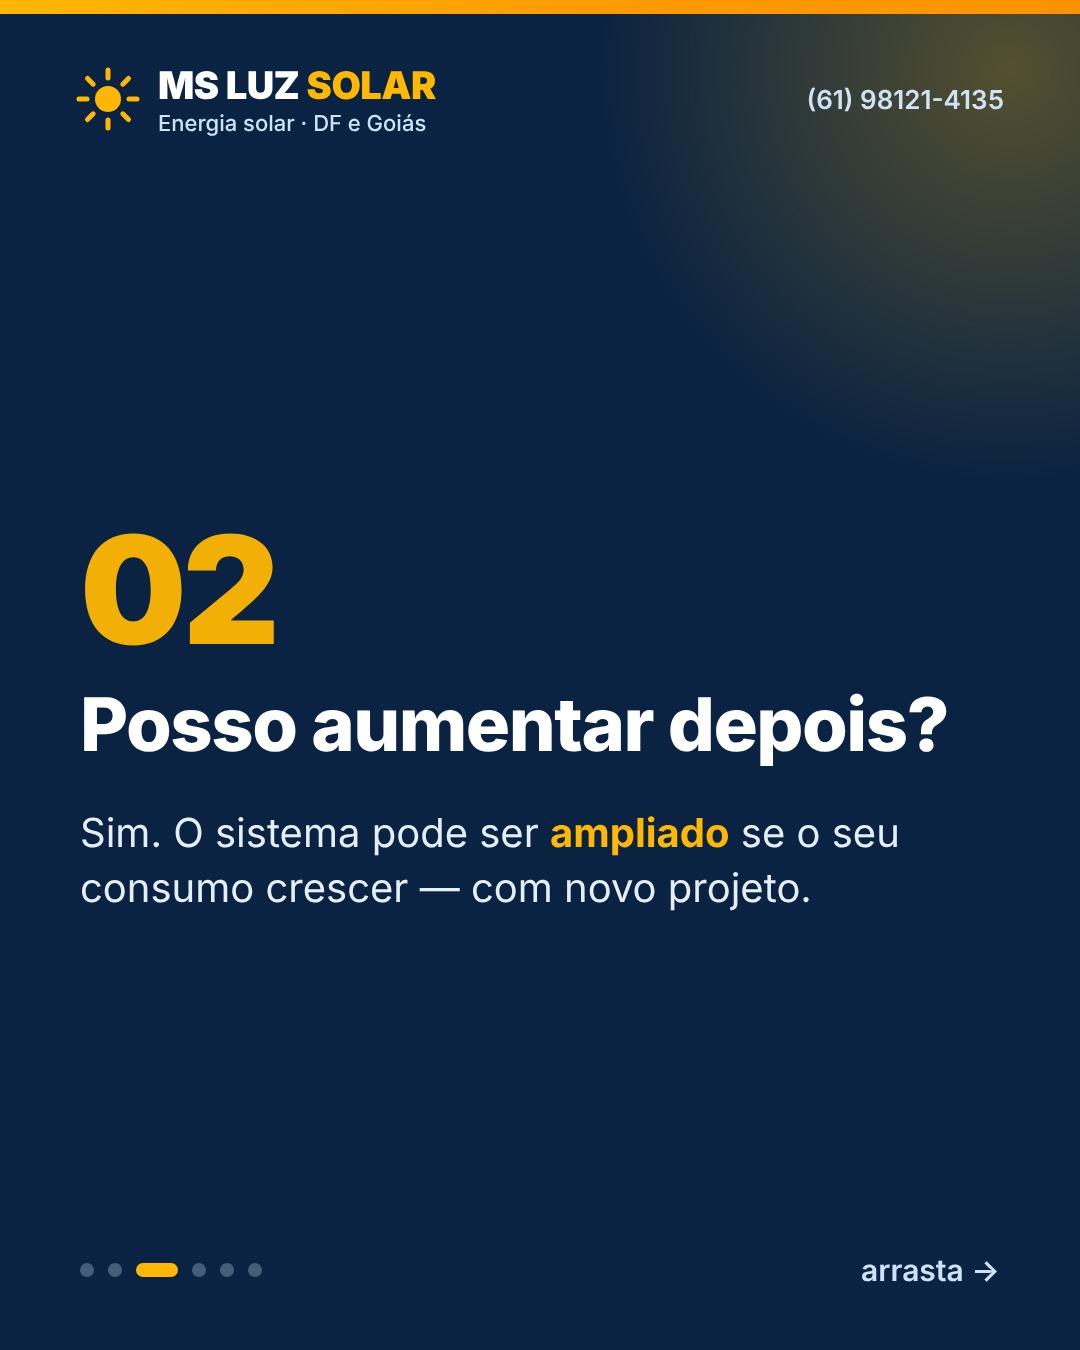 MS LUZ SOLAR
Energia solar · DF e Goiás
(61) 98121-4135
02
Posso aumentar depois?
Sim. O sistema pode ser ampliado se o seu
consumo crescer — com novo projeto.
arrasta →